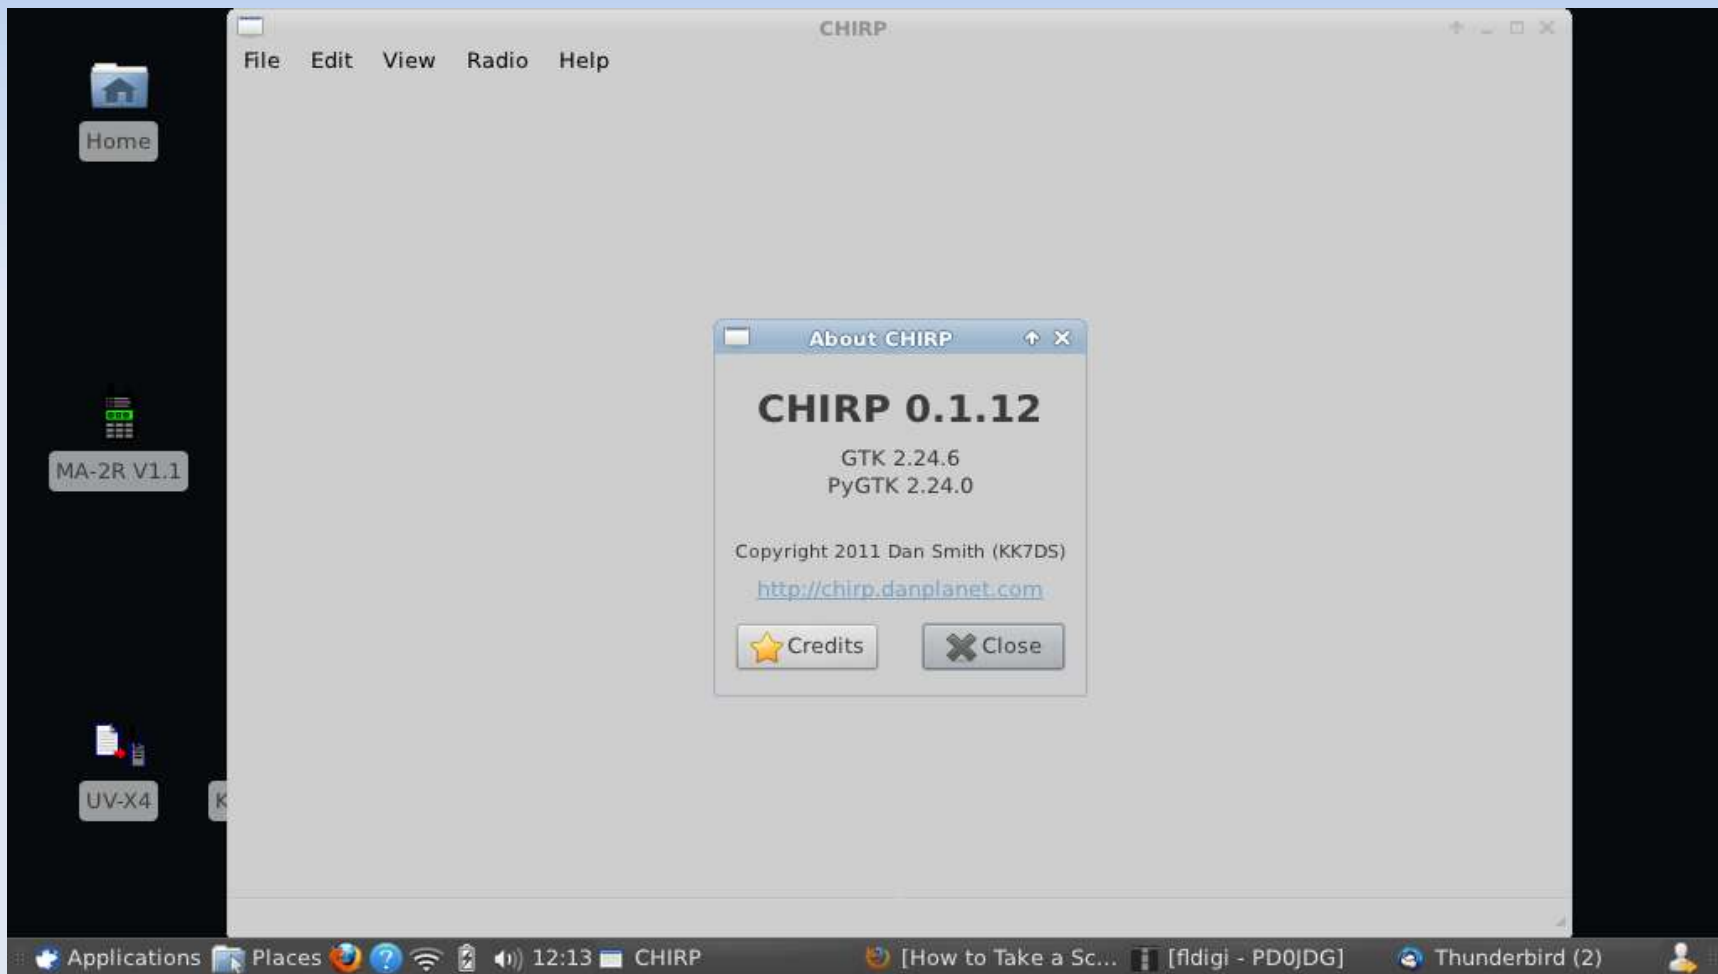 CHIRP
File Edit View Radio Help
Home
About CHIRP
CHIRP 0.1.12
GTK 2.24.6
PyGTK 2.24.0
MA-2R V1.1
Copyright 2011 Dan Smith (KK7DS)
http://chirp.danplanet.com
Credits Close
UV-X4
K
Applications Places 12:13 CHIRP [How to Take a Sc... [fldigi - PD0JDG] Thunderbird (2)